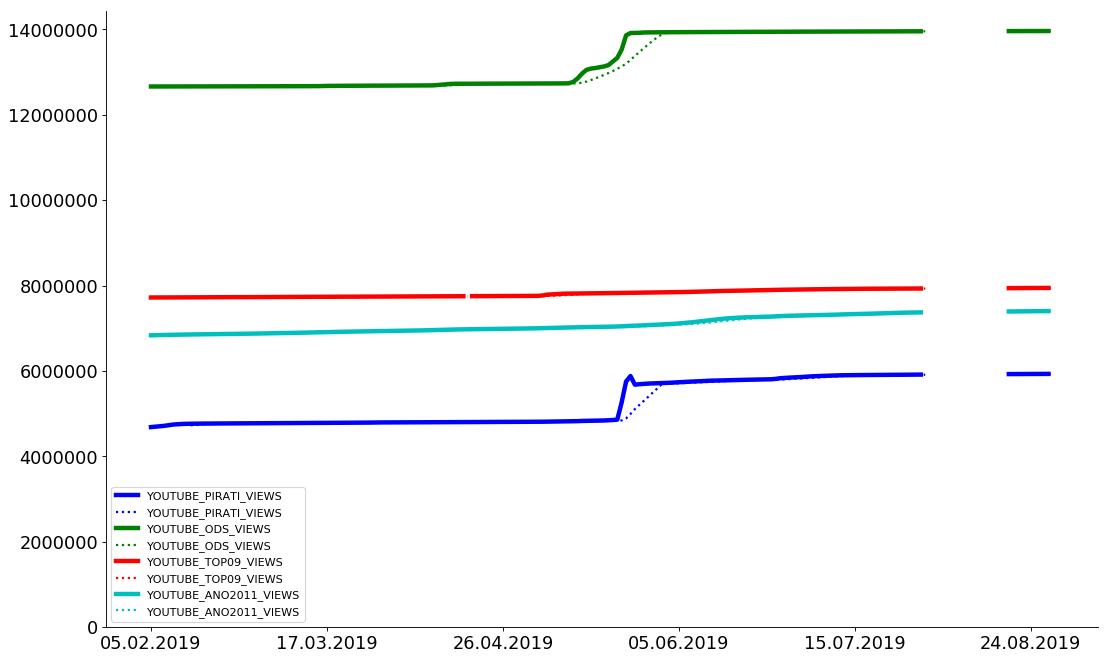 14000000
12000000
10000000
8000000
6000000
4000000
2000000
0
YOUTUBE_PIRATI_VIEWS
YOUTUBE_PIRATI_VIEWS
YOUTUBE_ODS_VIEWS
YOUTUBE_ODS_VIEWS
YOUTUBE_TOP09_VIEWS
YOUTUBE_TOP09_VIEWS
YOUTUBE_ANO2011_VIEWS
YOUTUBE_ANO2011_VIEWS
05.02.2019 17.03.2019 26.04.2019 05.06.2019 15.07.2019 24.08.2019